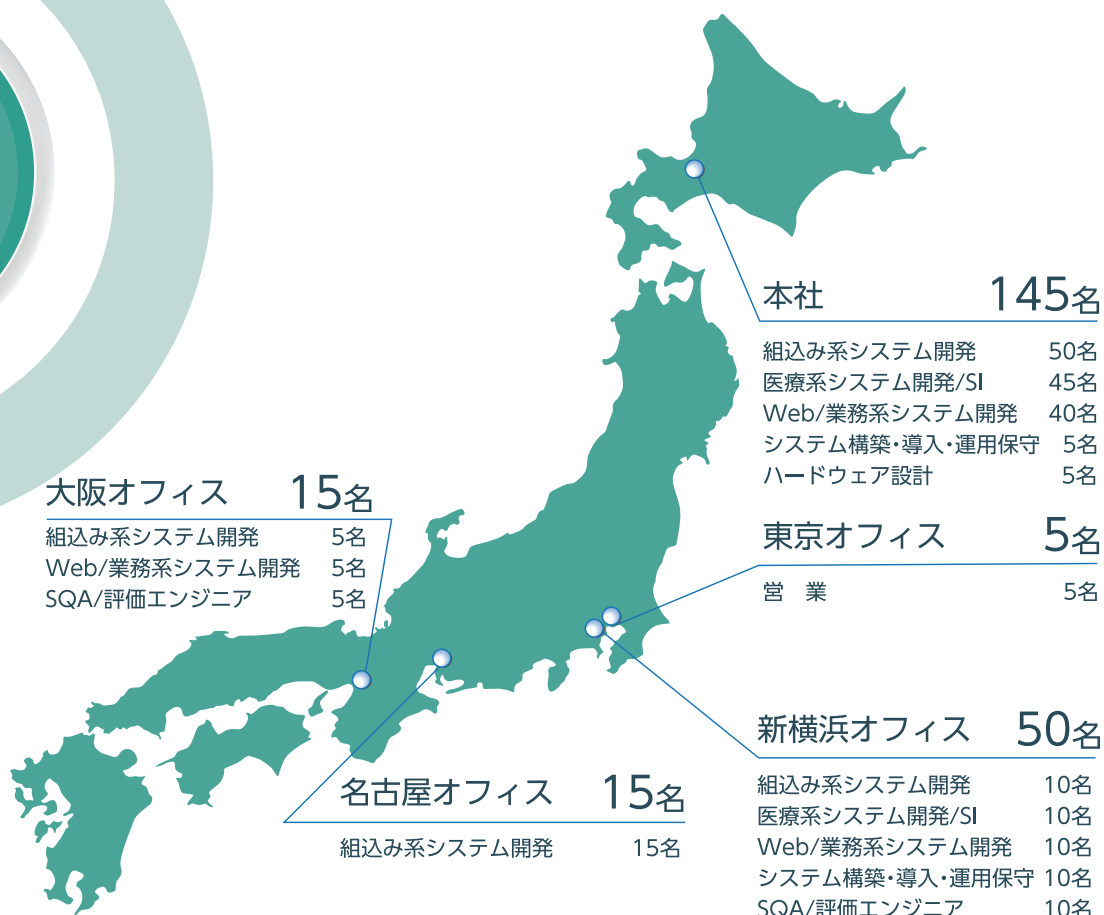 本社 145名
組込み系システム開発 50名
医療系システム開発/SI 45名
Web/業務系システム開発 40名
システム構築・導入・運用保守 5名
ハードウェア設計 5名
大阪オフィス 15名
組込み系システム開発 5名
Web/業務系システム開発 5名
SQA/評価エンジニア 5名
東京オフィス 5名
営　業 5名
新横浜オフィス 50名
組込み系システム開発 10名
医療系システム開発/SI 10名
Web/業務系システム開発 10名
システム構築・導入・運用保守 10名
SQA/評価エンジニア 10名
名古屋オフィス 15名
組込み系システム開発 15名